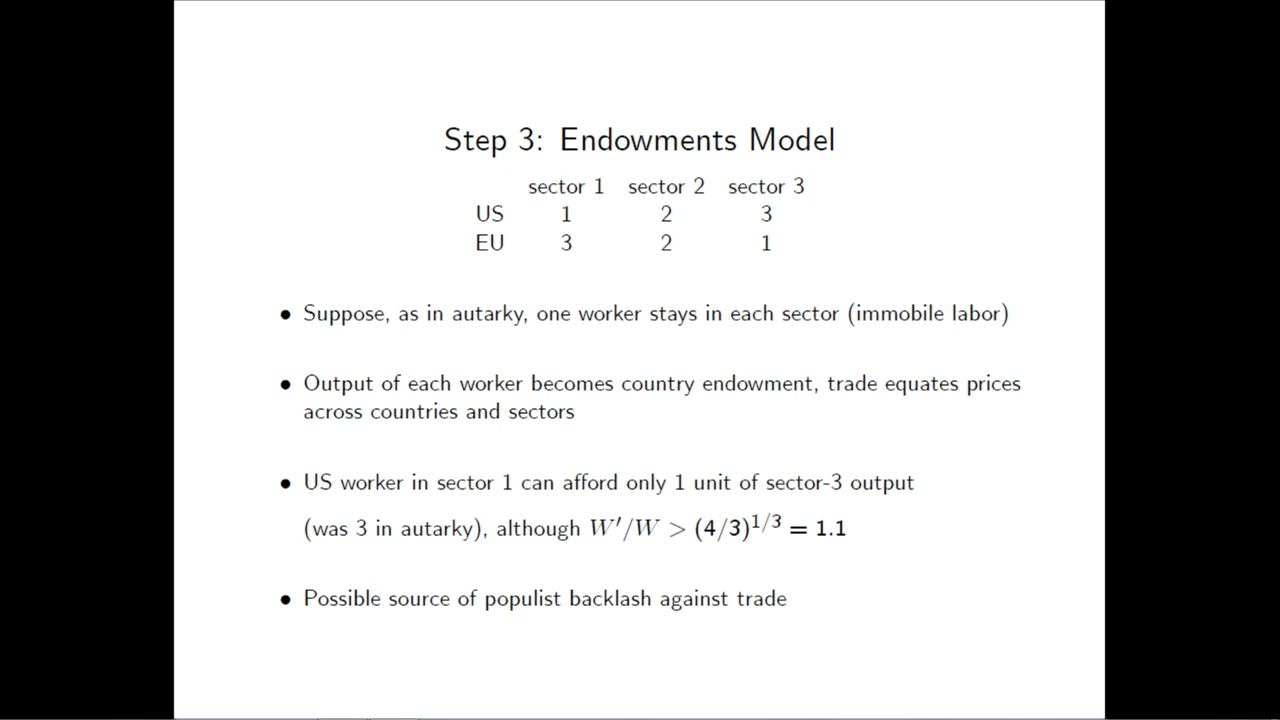 Step 3: Endowments Model
sector 1 sector 2 sector 3
US 1 2 3
EU 3 2 1
• Suppose, as in autarky, one worker stays in each sector (immobile labor)
• Output of each worker becomes country endowment, trade equates prices
across countries and sectors
• US worker in sector 1 can afford only 1 unit of sector-3 output
(was 3 in autarky), although W′/W > (4/3)^1/3 = 1.1
• Possible source of populist backlash against trade